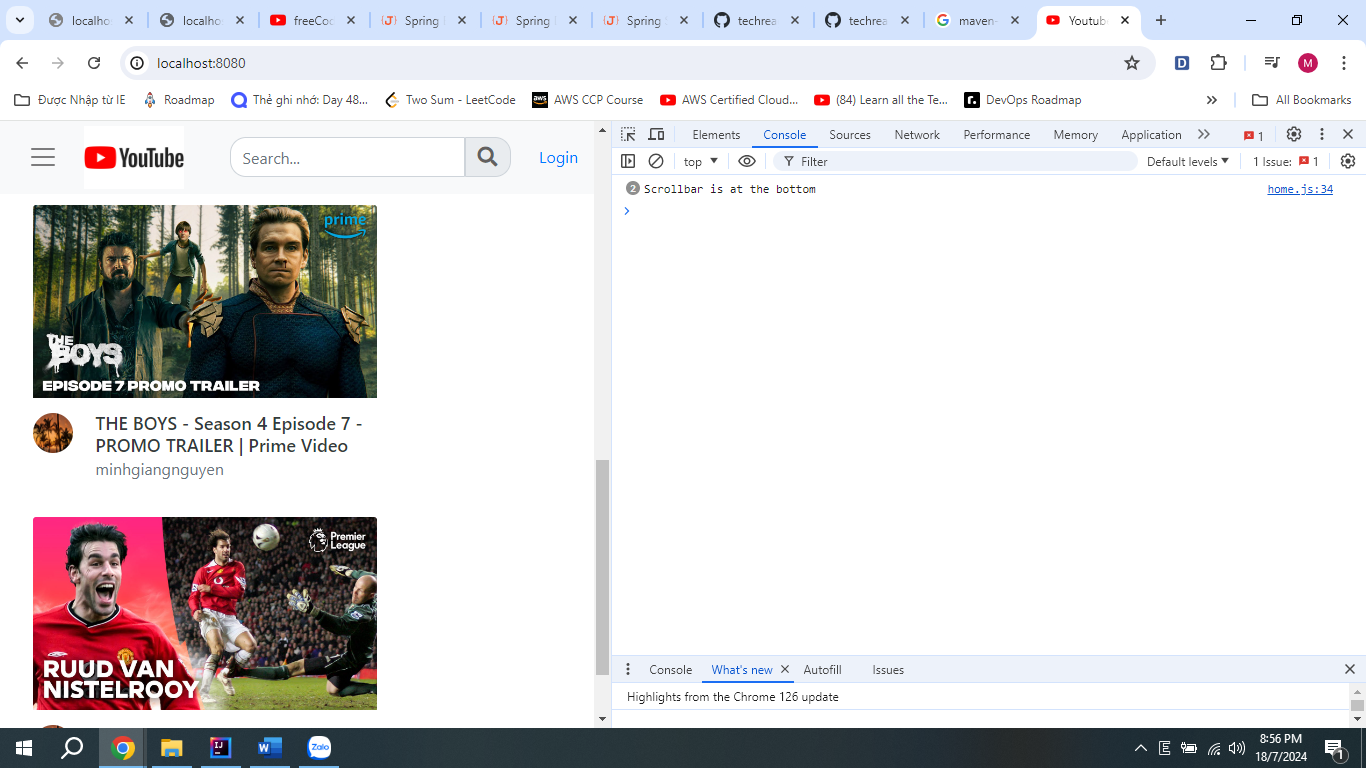 localho
localho
freeCo
Spring
Spring
Spring
techrea
techrea
maven-
Youtub
localhost:8080
D
M
Được Nhập từ IE
Roadmap
Thẻ ghi nhớ: Day 48...
Two Sum - LeetCode
aws
AWS CCP Course
AWS Certified Cloud...
(84) Learn all the Te...
DevOps Roadmap
All Bookmarks
YouTube
Search...
Login
Elements
Console
Sources
Network
Performance
Memory
Application
1
top
Filter
Default levels
1 Issue:
1
2
Scrollbar is at the bottom
home.js:34
prime
THE BOYS
EPISODE 7 PROMO TRAILER
THE BOYS - Season 4 Episode 7 -
PROMO TRAILER | Prime Video
minhgiangnguyen
Premier
League
RUUD VAN
NISTELROOY
Console
What's new
Autofill
Issues
Highlights from the Chrome 126 update
IJ
W
Zalo
E
8:56 PM
18/7/2024
1